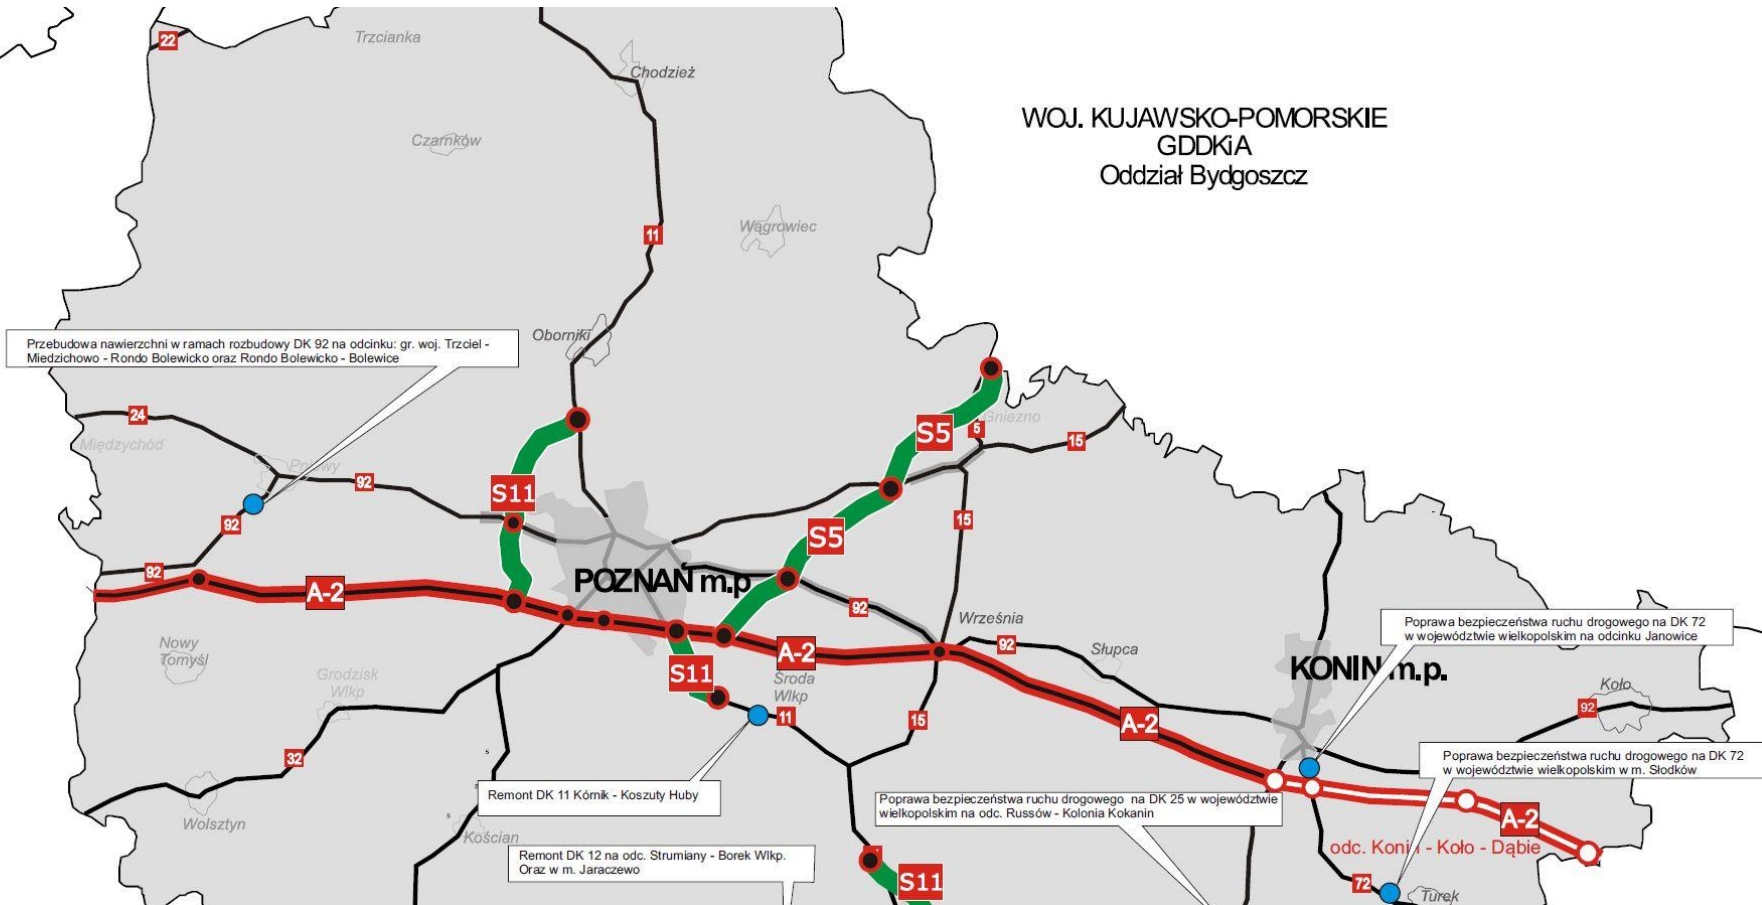 22
Trzcianka
Chodzież
WOJ. KUJAWSKO-POMORSKIE
GDDKiA
Oddział Bydgoszcz
Czarnków
Wągrowiec
11
Oborniki
Przebudowa nawierzchni w ramach rozbudowy DK 92 na odcinku: gr. woj. Trzciel -
Miedzichowo - Rondo Bolewicko oraz Rondo Bolewicko - Bolewice
24
Międzychód
Pniewy
92
S5
5
Gniezno
15
S11
92
92
S5
15
POZNAŃ m.p
A-2
92
Września
92
Słupca
Poprawa bezpieczeństwa ruchu drogowego na DK 72
w województwie wielkopolskim na odcinku Janowice
Nowy
Tomyśl
Grodzisk
Wlkp
S11
A-2
Środa
Wlkp
KONIN m.p.
Koło
92
11
15
A-2
32
Poprawa bezpieczeństwa ruchu drogowego na DK 72
w województwie wielkopolskim w m. Słodków
Remont DK 11 Kórnik - Koszuty Huby
Poprawa bezpieczeństwa ruchu drogowego na DK 25 w województwie
wielkopolskim na odc. Russów - Kolonia Kokanin
A-2
Wolsztyn
Kościan
odc. Konin - Koło - Dąbie
Remont DK 12 na odc. Strumiany - Borek Wlkp.
Oraz w m. Jaraczewo
S11
72
Turek